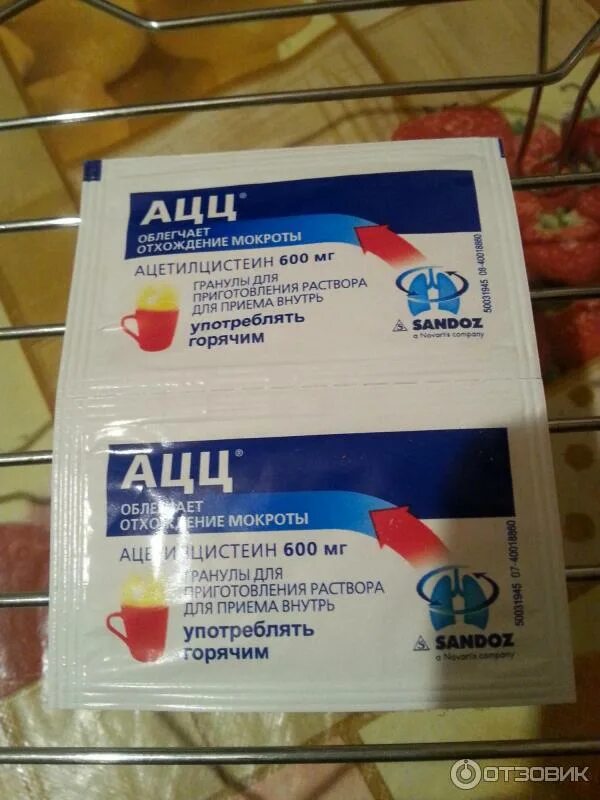 АЦЦ®
ОБЛЕГЧАЕТ
ОТХОЖДЕНИЕ МОКРОТЫ
АЦЕТИЛЦИСТЕИН 600 мг
ГРАНУЛЫ ДЛЯ
ПРИГОТОВЛЕНИЯ РАСТВОРА
ДЛЯ ПРИЕМА ВНУТРЬ
употреблять
горячим
SANDOZ
a Novartis company
50031945 08-40018860
АЦЦ®
ОБЛЕГЧАЕТ
ОТХОЖДЕНИЕ МОКРОТЫ
АЦЕТИЛЦИСТЕИН 600 мг
ГРАНУЛЫ ДЛЯ
ПРИГОТОВЛЕНИЯ РАСТВОРА
ДЛЯ ПРИЕМА ВНУТРЬ
употреблять
горячим
SANDOZ
a Novartis company
50031945 07-40018860
ОТЗОВИК